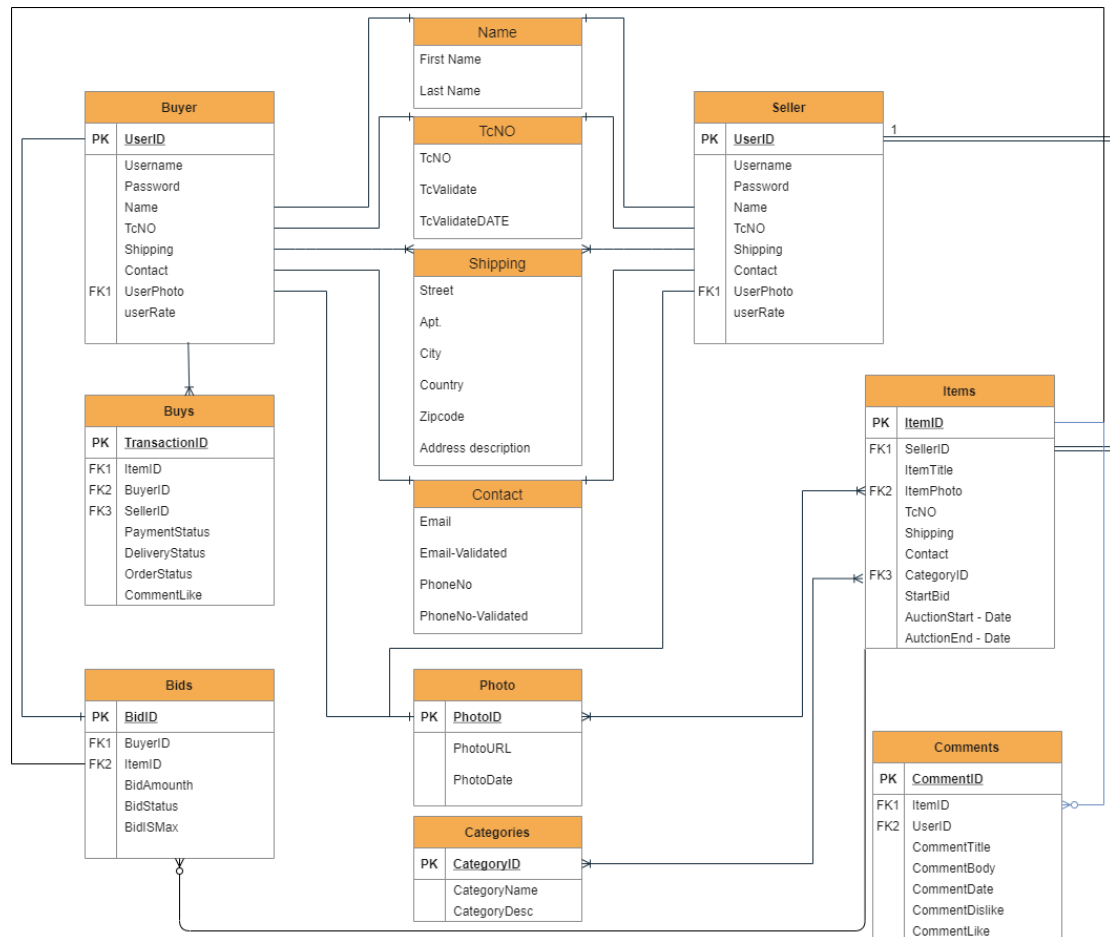 Name
First Name
Last Name
Buyer
PK UserID
Username
Password
Name
TcNO
Shipping
Contact
FK1 UserPhoto
userRate
TcNO
TcNO
TcValidate
TcValidateDATE
Seller
1
PK UserID
Username
Password
Name
TcNO
Shipping
Contact
FK1 UserPhoto
userRate
Shipping
Street
Apt.
City
Country
Zipcode
Address description
Buys
PK TransactionID
FK1 ItemID
FK2 BuyerID
FK3 SellerID
PaymentStatus
DeliveryStatus
OrderStatus
CommentLike
Contact
Email
Email-Validated
PhoneNo
PhoneNo-Validated
Items
PK ItemID
FK1 SellerID
ItemTitle
FK2 ItemPhoto
TcNO
Shipping
Contact
FK3 CategoryID
StartBid
AuctionStart - Date
AutctionEnd - Date
Bids
PK BidID
FK1 BuyerID
FK2 ItemID
BidAmounth
BidStatus
BidISMax
Photo
PK PhotoID
PhotoURL
PhotoDate
Categories
PK CategoryID
CategoryName
CategoryDesc
Comments
PK CommentID
FK1 ItemID
FK2 UserID
CommentTitle
CommentBody
CommentDate
CommentDislike
CommentLike